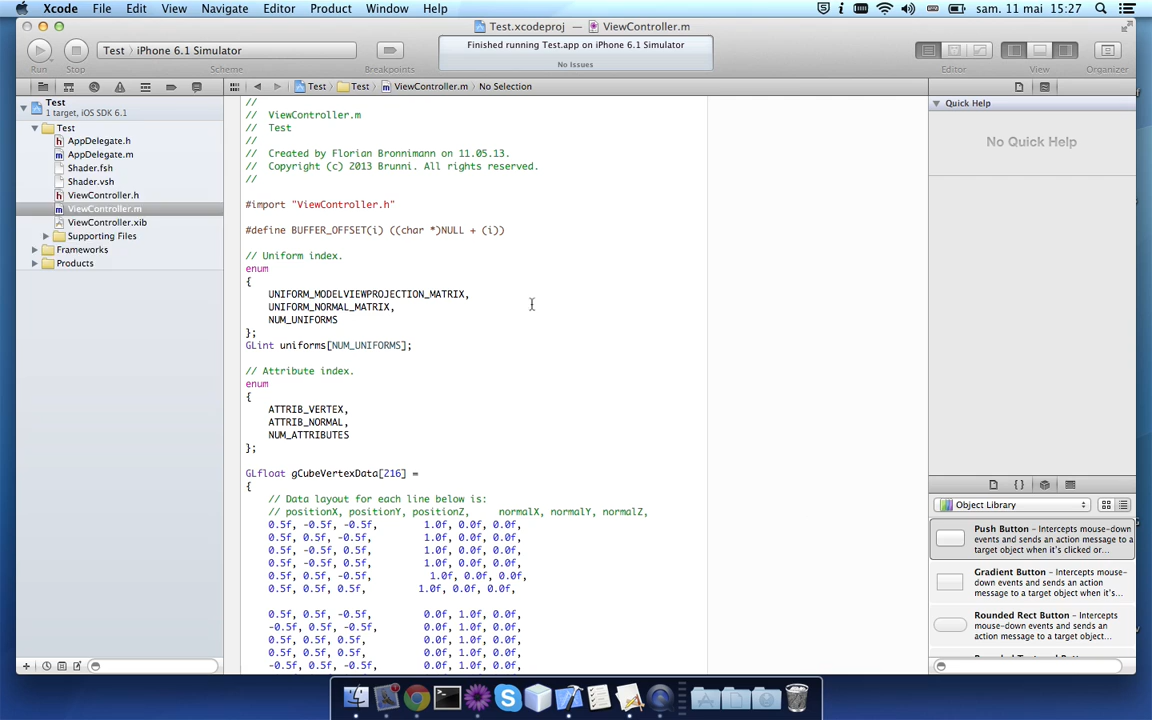 Xcode File Edit View Navigate Editor Product Window Help
sam. 11 mai 15:27
Test.xcodeproj — ViewController.m
Test iPhone 6.1 Simulator
Finished running Test.app on iPhone 6.1 Simulator
No Issues
Run Stop Scheme Breakpoints Editor View Organizer
Test Test ViewController.m No Selection
Test
1 target, iOS SDK 6.1
Test
AppDelegate.h
AppDelegate.m
Shader.fsh
Shader.vsh
ViewController.h
ViewController.m
ViewController.xib
Supporting Files
Frameworks
Products
//
// ViewController.m
// Test
//
// Created by Florian Bronnimann on 11.05.13.
// Copyright (c) 2013 Brunni. All rights reserved.
//
#import "ViewController.h"
#define BUFFER_OFFSET(i) ((char *)NULL + (i))
// Uniform index.
enum
{
UNIFORM_MODELVIEWPROJECTION_MATRIX,
UNIFORM_NORMAL_MATRIX,
NUM_UNIFORMS
};
GLint uniforms[NUM_UNIFORMS];
// Attribute index.
enum
{
ATTRIB_VERTEX,
ATTRIB_NORMAL,
NUM_ATTRIBUTES
};
GLfloat gCubeVertexData[216] =
{
// Data layout for each line below is:
// positionX, positionY, positionZ, normalX, normalY, normalZ,
0.5f, -0.5f, -0.5f, 1.0f, 0.0f, 0.0f,
0.5f, 0.5f, -0.5f, 1.0f, 0.0f, 0.0f,
0.5f, -0.5f, 0.5f, 1.0f, 0.0f, 0.0f,
0.5f, -0.5f, 0.5f, 1.0f, 0.0f, 0.0f,
0.5f, 0.5f, -0.5f, 1.0f, 0.0f, 0.0f,
0.5f, 0.5f, 0.5f, 1.0f, 0.0f, 0.0f,
0.5f, 0.5f, -0.5f, 0.0f, 1.0f, 0.0f,
-0.5f, 0.5f, -0.5f, 0.0f, 1.0f, 0.0f,
0.5f, 0.5f, 0.5f, 0.0f, 1.0f, 0.0f,
0.5f, 0.5f, 0.5f, 0.0f, 1.0f, 0.0f,
-0.5f, 0.5f, -0.5f, 0.0f, 1.0f, 0.0f,
Quick Help
No Quick Help
{ }
Object Library
Push Button – Intercepts mouse-down
events and sends an action message to a
target object when it's clicked or...
Gradient Button – Intercepts mouse-
down events and sends an action
message to a target object when it's...
Rounded Rect Button – Intercepts
mouse-down events and sends an
action message to a target object...